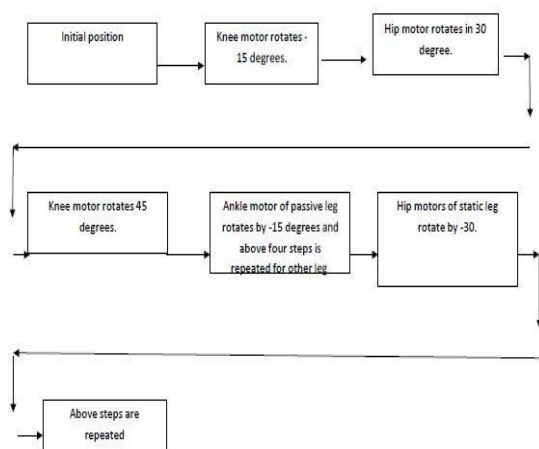 Initial position
Knee motor rotates -
15 degrees.
Hip motor rotates in 30
degree.
Knee motor rotates 45
degrees.
Ankle motor of passive leg
rotates by -15 degrees and
above four steps is
repeated for other leg
Hip motors of static leg
rotate by -30.
Above steps are
repeated